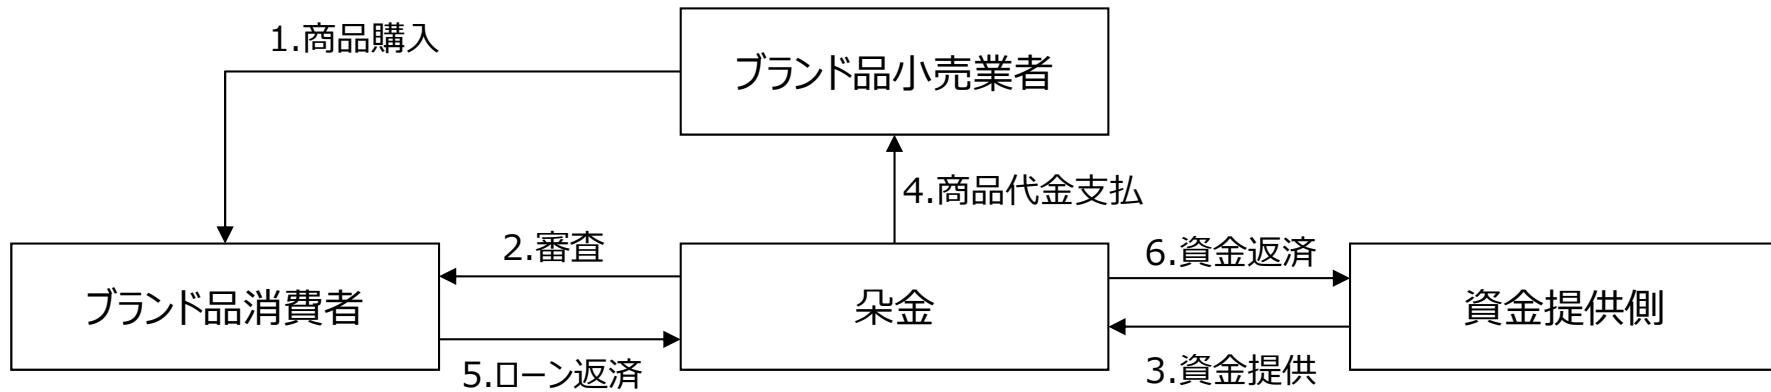 1.商品購入
ブランド品小売業者
4.商品代金支払
2.審査
6.資金返済
ブランド品消費者
朶金
資金提供側
5.ローン返済
3.資金提供